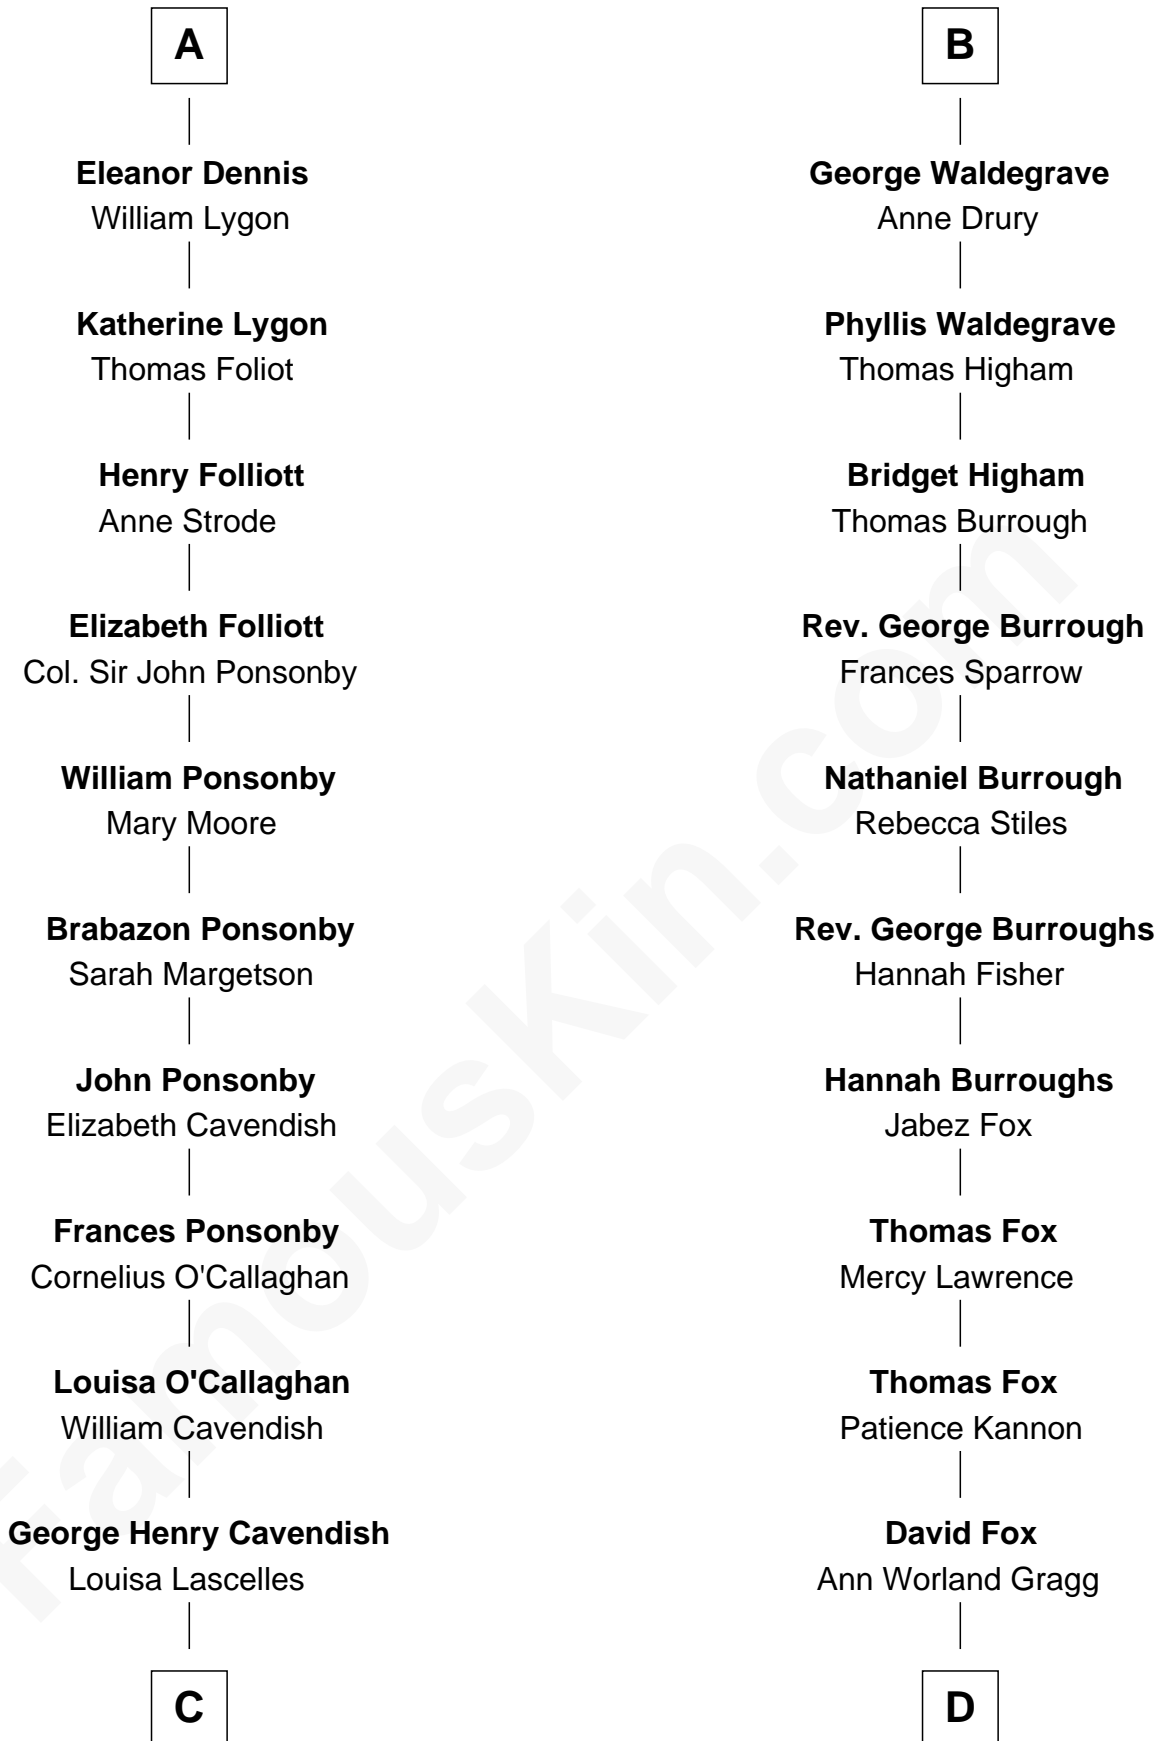 A
Eleanor Dennis
William Lygon
Katherine Lygon
Thomas Foliot
Henry Folliott
Anne Strode
Elizabeth Folliott
Col. Sir John Ponsonby
William Ponsonby
Mary Moore
Brabazon Ponsonby
Sarah Margetson
John Ponsonby
Elizabeth Cavendish
Frances Ponsonby
Cornelius O'Callaghan
Louisa O'Callaghan
William Cavendish
George Henry Cavendish
Louisa Lascelles
C
B
George Waldegrave
Anne Drury
Phyllis Waldegrave
Thomas Higham
Bridget Higham
Thomas Burrough
Rev. George Burrough
Frances Sparrow
Nathaniel Burrough
Rebecca Stiles
Rev. George Burroughs
Hannah Fisher
Hannah Burroughs
Jabez Fox
Thomas Fox
Mercy Lawrence
Thomas Fox
Patience Kannon
David Fox
Ann Worland Gragg
D
FamousKin.com